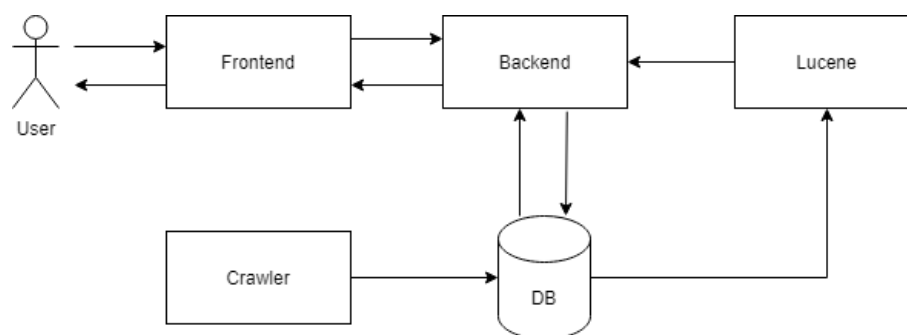 Frontend
Backend
Lucene
User
Crawler
DB